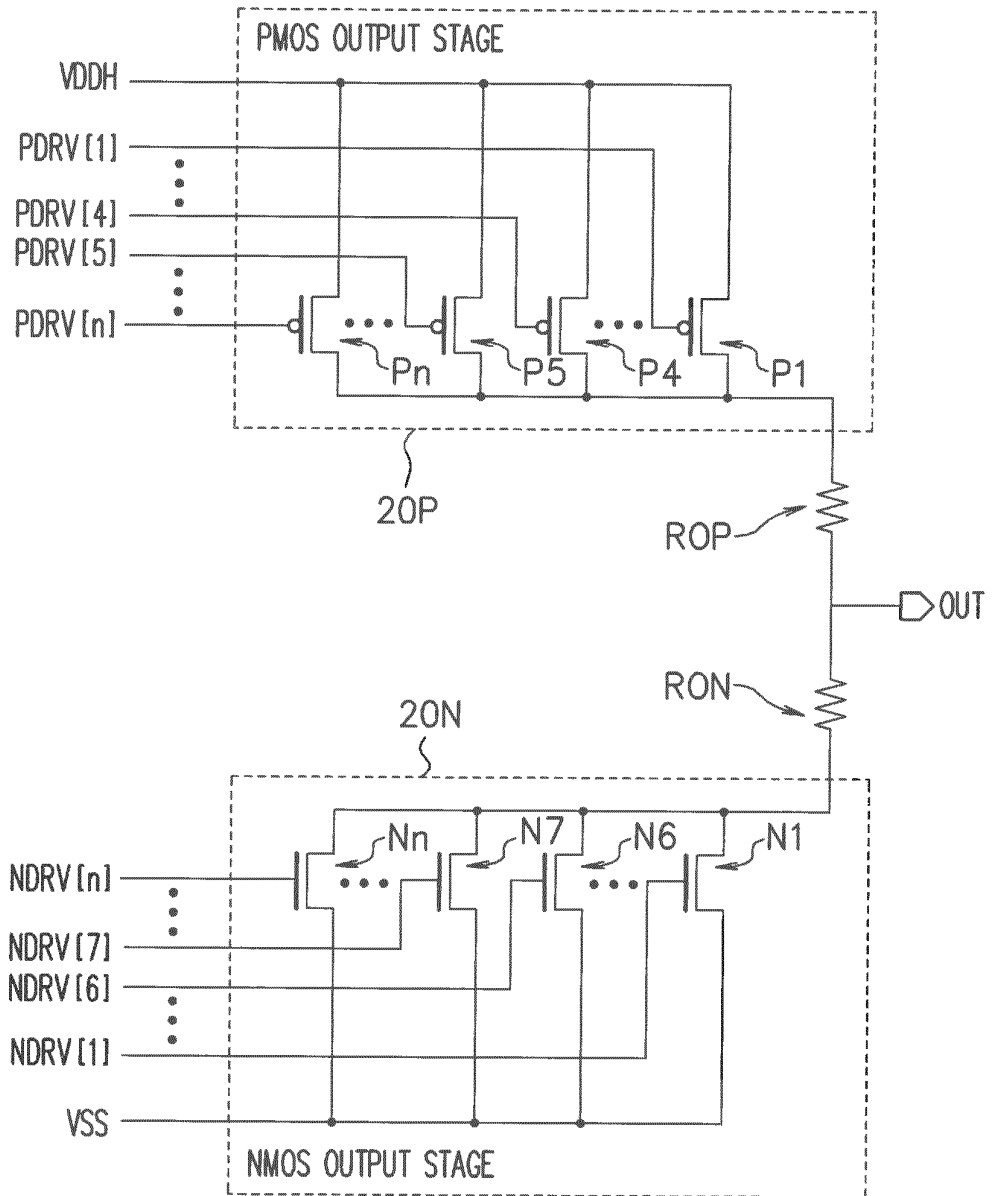 PMOS OUTPUT STAGE
VDDH
PDRV[1]
PDRV[4]
PDRV[5]
PDRV[n]
Pn
P5
P4
P1
20P
ROP
OUT
RON
20N
Nn
N7
N6
N1
NDRV[n]
NDRV[7]
NDRV[6]
NDRV[1]
VSS
NMOS OUTPUT STAGE